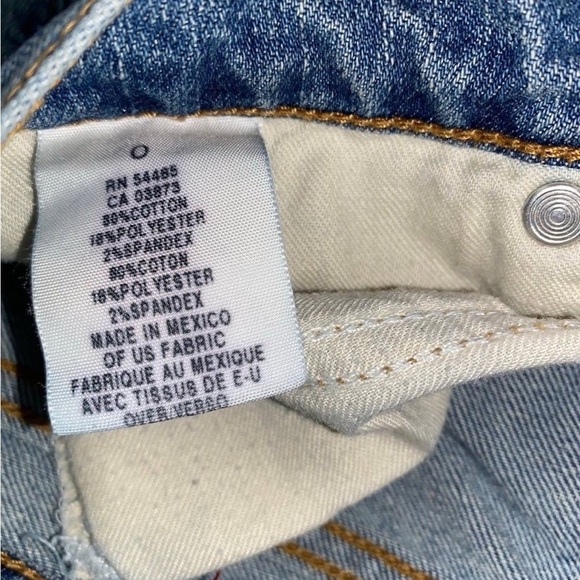 0
RN 54485
CA 03873
80%COTTON
18%POLYESTER
2%SPANDEX
80%COTON
18%POLYESTER
2%SPANDEX
MADE IN MEXICO
OF US FABRIC
FABRIQUE AU MEXIQUE
AVEC TISSUS DE E-U
OVER/VERSO